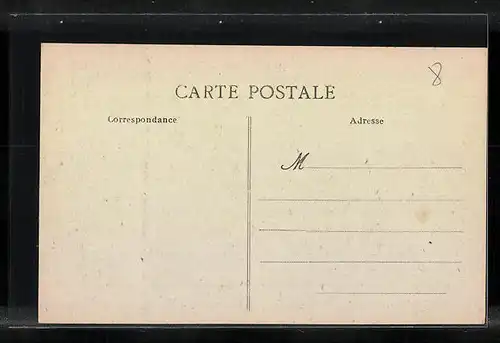 8
CARTE POSTALE
Correspondance
Adresse
M